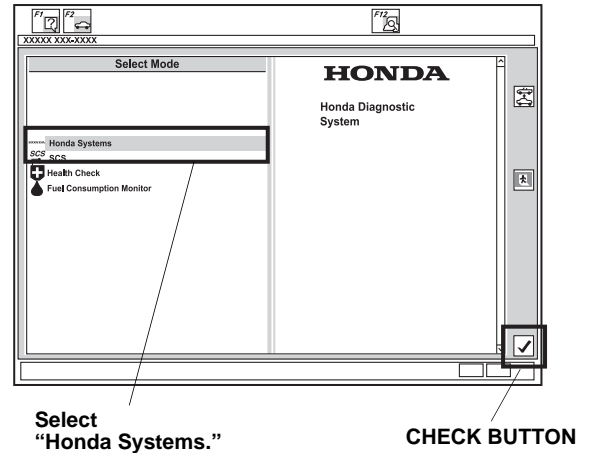 F1 F2 F12
XXXXX XXX-XXXX
Select Mode
HONDA
Honda Diagnostic
System
Honda Systems
SCS SCS
Health Check
Fuel Consumption Monitor
Select
“Honda Systems.”
CHECK BUTTON